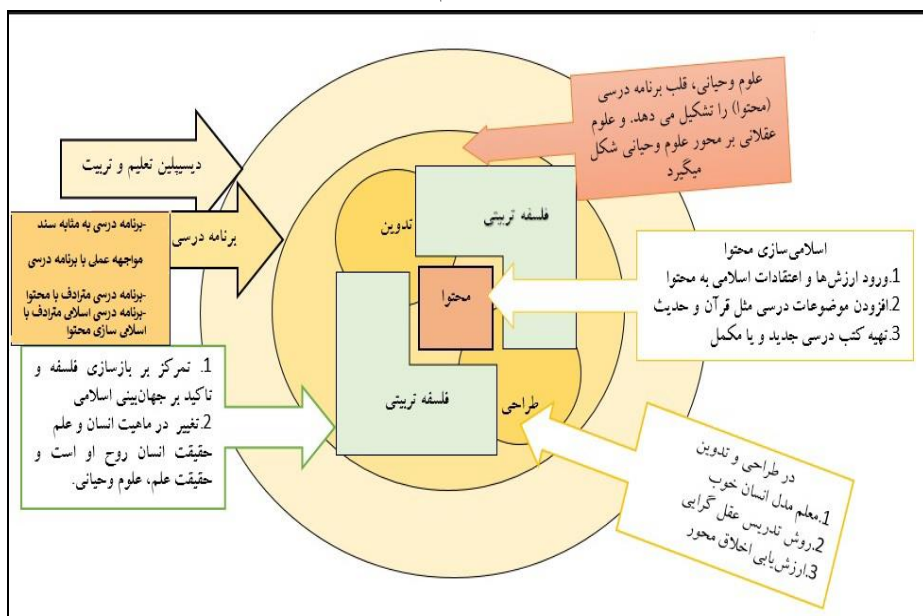 علوم وحیانی، قلب برنامه درسی
(محتوا) را تشکیل می دهد. و علوم
عقلانی بر محور علوم وحیانی شکل
میگیرد
دیسیپلین تعلیم و تربیت
برنامه درسی
-برنامه درسی به مثابه سند
مواجهه عملی با برنامه درسی
-برنامه درسی مترادف با محتوا
-برنامه درسی اسلامی مترادف با
اسلامی سازی محتوا
تدوین
فلسفه تربیتی
محتوا
فلسفه تربیتی
طراحی
اسلامی‌سازی محتوا
1.ورود ارزش‌ها و اعتقادات اسلامی به محتوا
2.افزودن موضوعات درسی مثل قرآن و حدیث
3.تهیه کتب درسی جدید و یا مکمل
1. تمرکز بر بازسازی فلسفه و
تاکید بر جهان‌بینی اسلامی
2.تغییر در ماهیت انسان و علم
حقیقت انسان روح او است و
حقیقت علم، علوم وحیانی.
در طراحی و تدوین
1.معلم مدل انسان خوب
2.روش تدریس عقل گرایی
3.ارزش‌یابی اخلاق محور